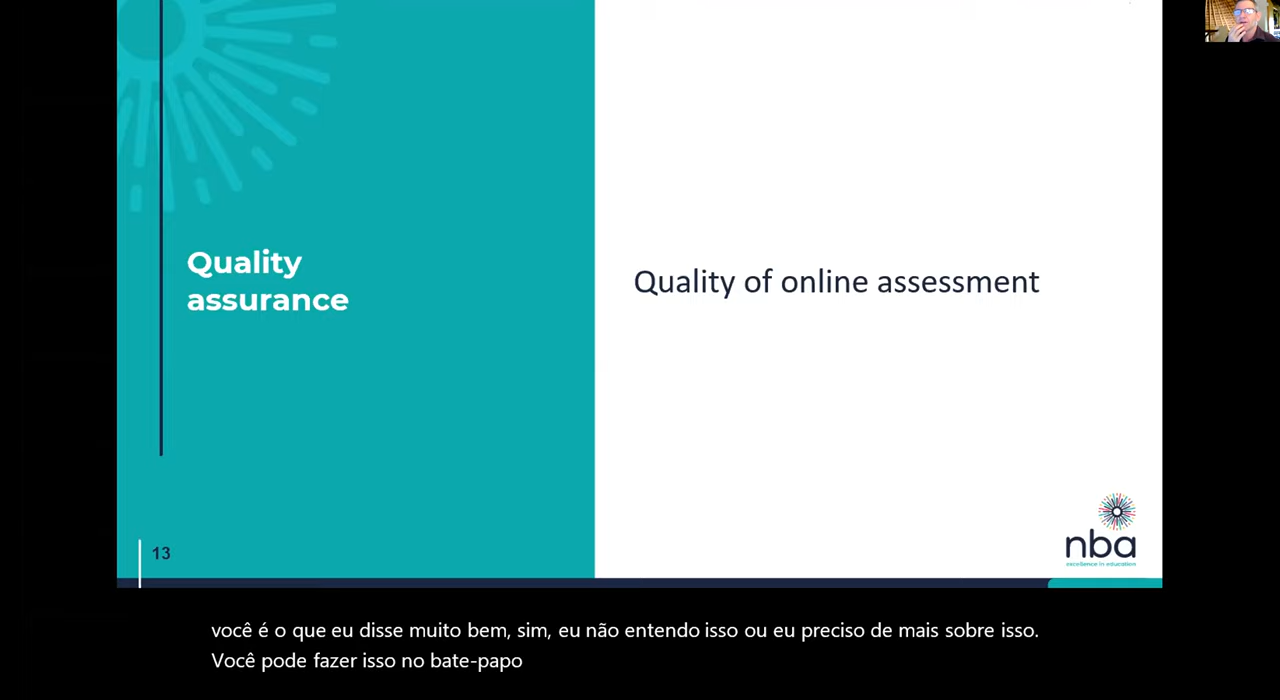 Quality
assurance
Quality of online assessment
13
nba
excellence in education
você é o que eu disse muito bem, sim, eu não entendo isso ou eu preciso de mais sobre isso.
Você pode fazer isso no bate-papo